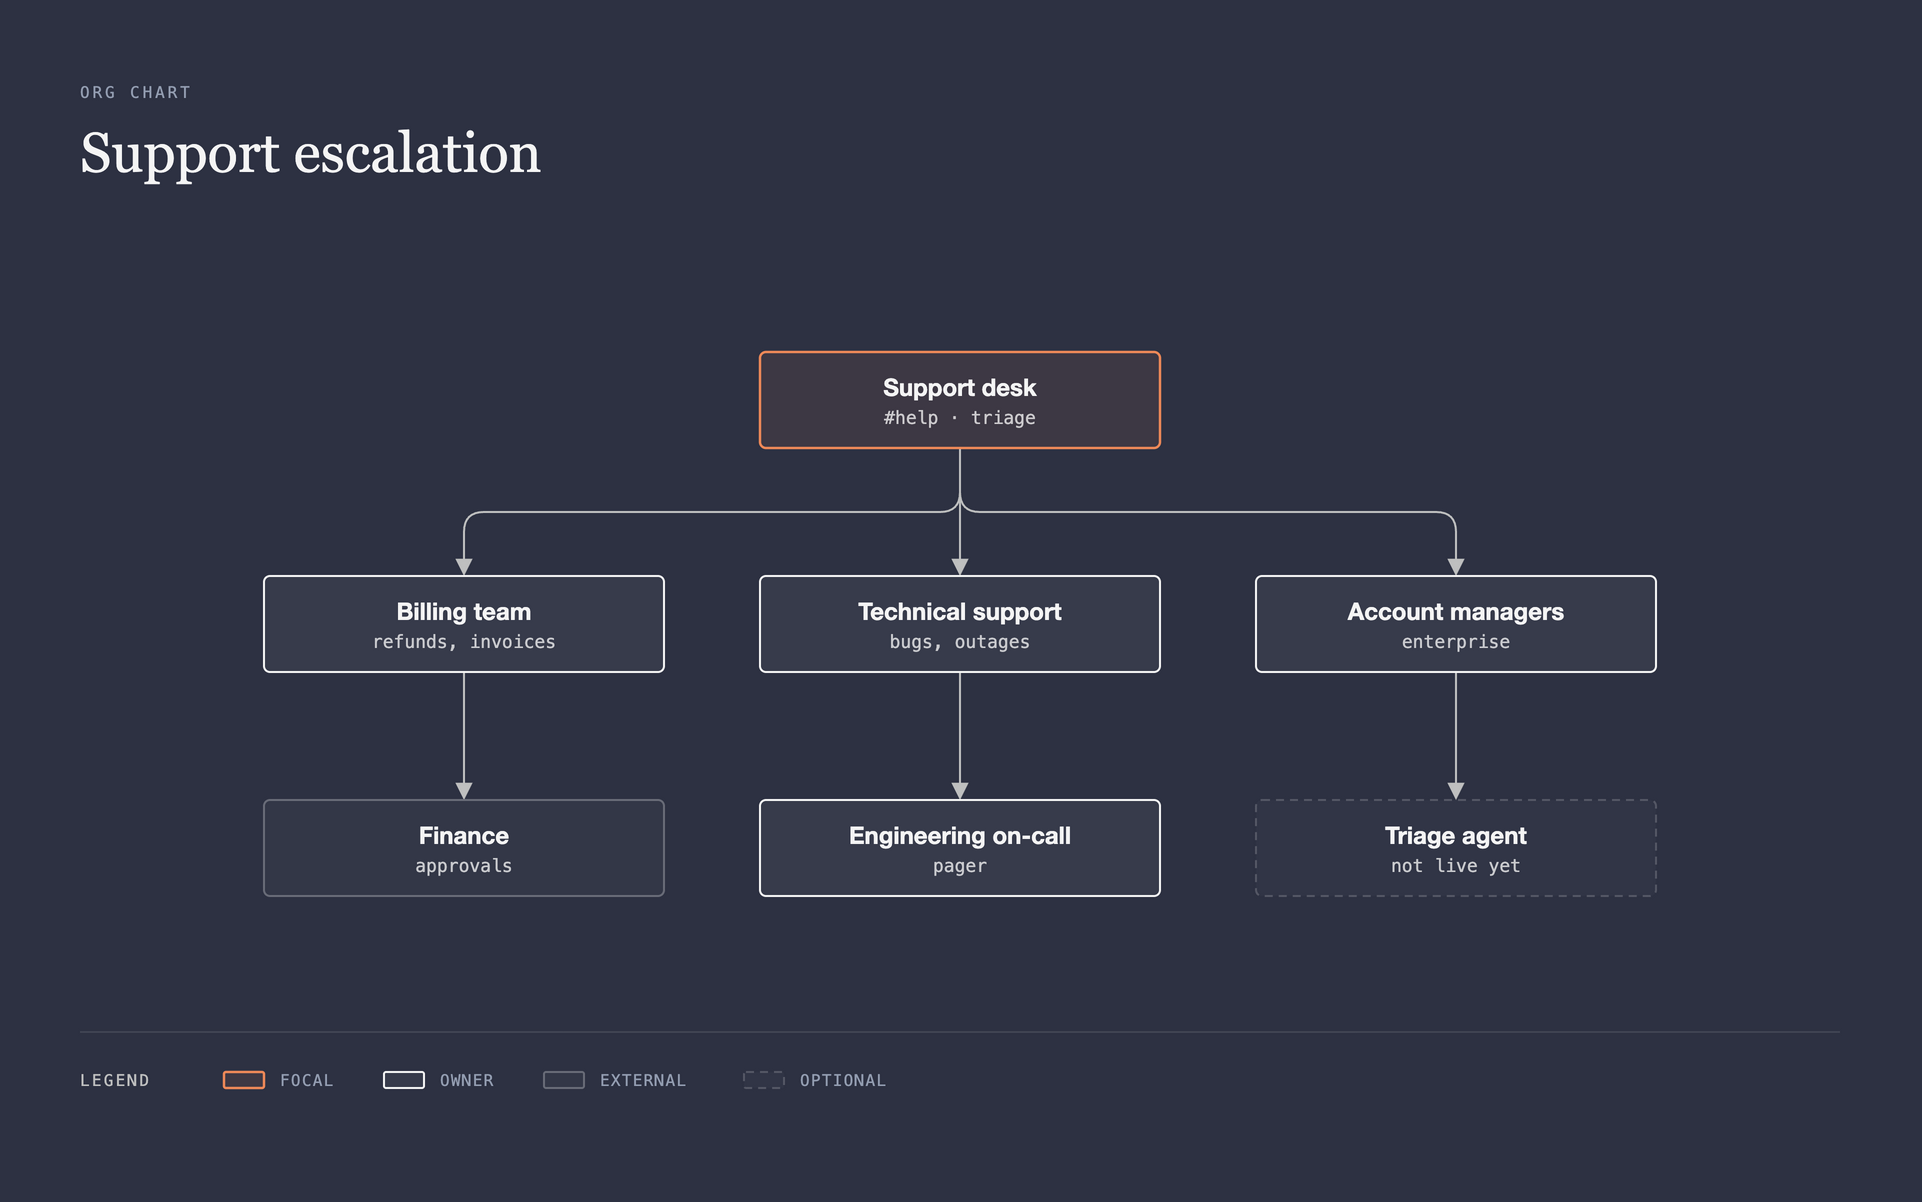 ORG CHART
Support escalation
Support desk
#help · triage
Billing team
refunds, invoices
Technical support
bugs, outages
Account managers
enterprise
Finance
approvals
Engineering on-call
pager
Triage agent
not live yet
LEGEND
FOCAL
OWNER
EXTERNAL
OPTIONAL